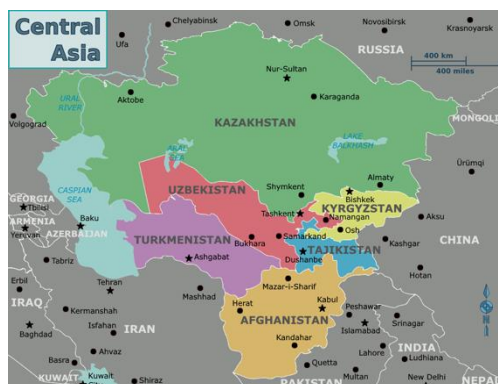 Central
Asia
Chelyabinsk
Omsk
Novosibirsk
Krasnoyarsk
Ufa
RUSSIA
400 km
400 miles
Nur-Sultan
URAL
RIVER
Aktobe
Karaganda
Volgograd
KAZAKHSTAN
MONGOLI
ARAL
SEA
LAKE
BALKHASH
Ürümqi
CASPIAN
SEA
UZBEKISTAN
Shymkent
Almaty
Bishkek
GEORGIA
Tbilisi
KYRGYZSTAN
Tashkent
Namangan
Aksu
ARMENIA
Yerevan
Baku
AZERBAIJAN
TURKMENISTAN
Bukhara
Samarkand
Osh
Kashgar
CHINA
TAJIKISTAN
Dushanbe
Tabriz
Ashgabat
Hotan
Erbil
Tehran
Mashhad
Mazar-i-Sharif
IRAQ
Kermanshah
Herat
Kabul
Peshawar
N
Baghdad
Isfahan
IRAN
AFGHANISTAN
Islamabad
Srinagar
Ahvaz
Kandahar
Lahore
INDIA
Basra
Quetta
Ludhiana
KUWAIT
Kuwait
Shiraz
PAKISTAN
Multan
New Delhi
NEPA